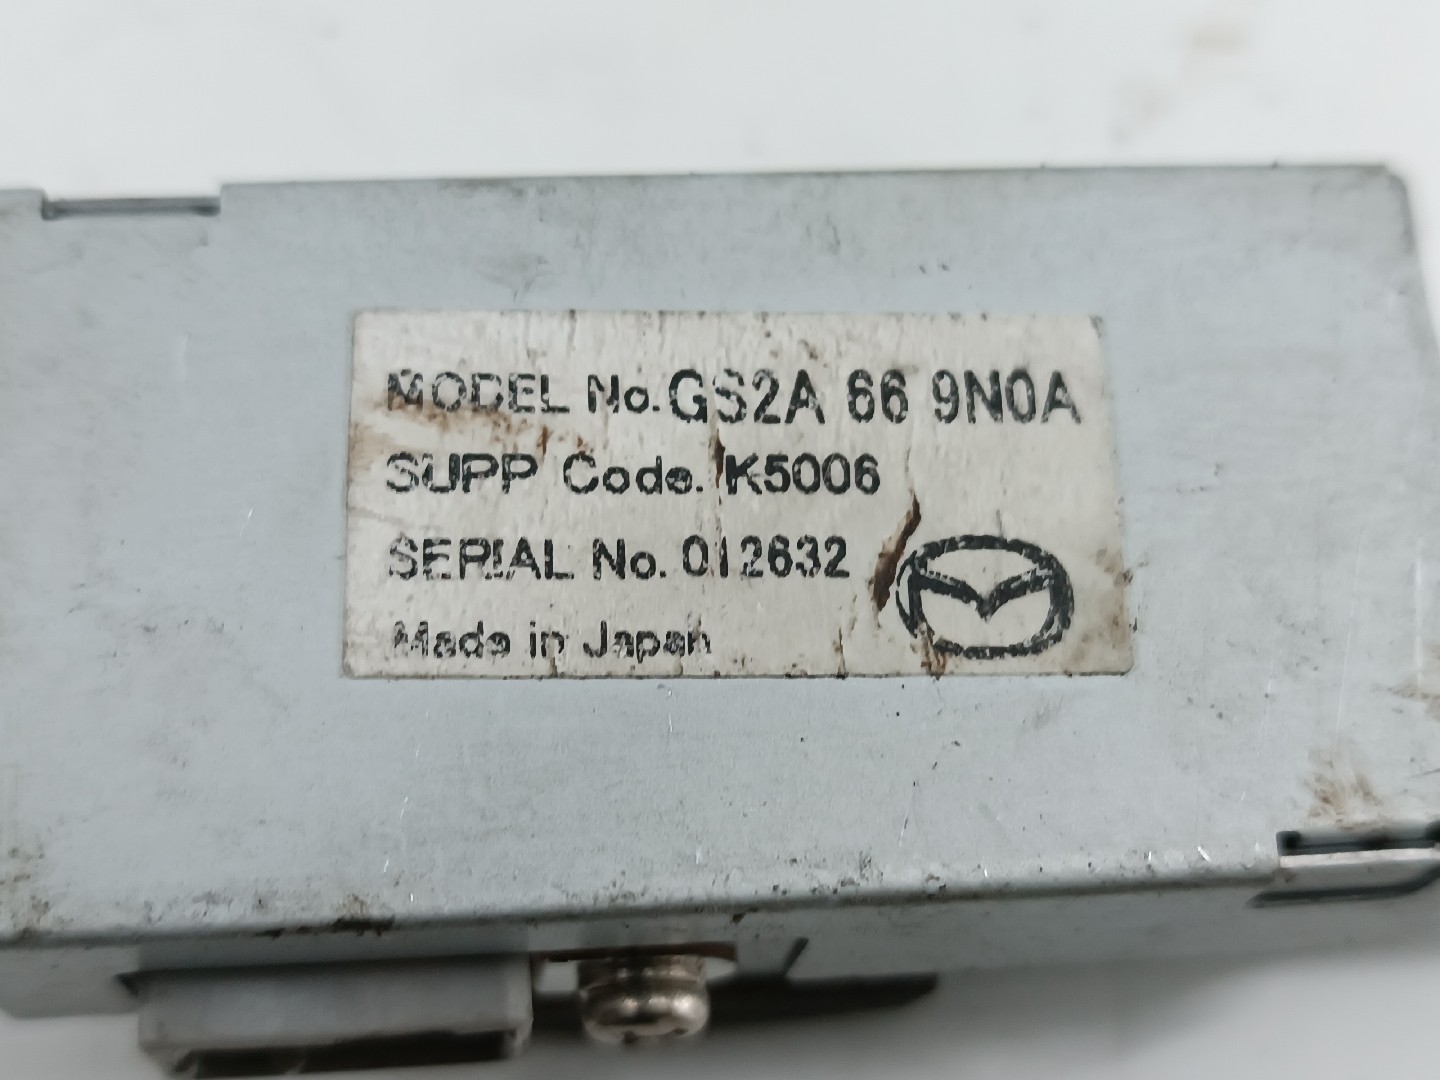 MODEL No. GS2A 66 9N0A
SUPP Code. K5006
SERIAL No. 012632
Made in Japan